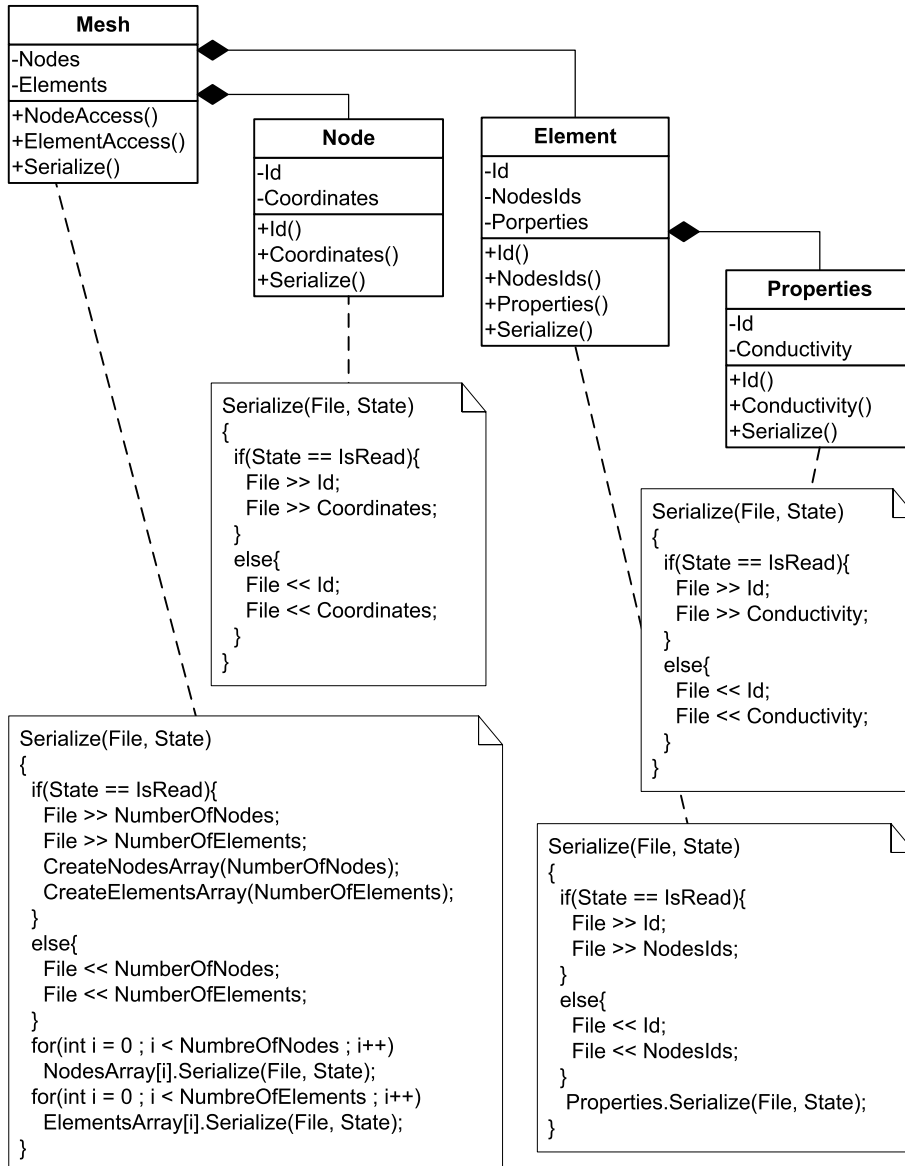 Mesh
-Nodes
-Elements
+NodeAccess()
+ElementAccess()
+Serialize()
Node
-Id
-Coordinates
+Id()
+Coordinates()
+Serialize()
Element
-Id
-NodesIds
-Porperties
+Id()
+NodesIds()
+Properties()
+Serialize()
Properties
-Id
-Conductivity
+Id()
+Conductivity()
+Serialize()
Serialize(File, State)
{
if(State == IsRead){
File >> Id;
File >> Coordinates;
}
else{
File << Id;
File << Coordinates;
}
}
Serialize(File, State)
{
if(State == IsRead){
File >> Id;
File >> Conductivity;
}
else{
File << Id;
File << Conductivity;
}
}
Serialize(File, State)
{
if(State == IsRead){
File >> NumberOfNodes;
File >> NumberOfElements;
CreateNodesArray(NumberOfNodes);
CreateElementsArray(NumberOfElements);
}
else{
File << NumberOfNodes;
File << NumberOfElements;
}
for(int i = 0 ; i < NumbreOfNodes ; i++)
NodesArray[i].Serialize(File, State);
for(int i = 0 ; i < NumbreOfElements ; i++)
ElementsArray[i].Serialize(File, State);
}
Serialize(File, State)
{
if(State == IsRead){
File >> Id;
File >> NodesIds;
}
else{
File << Id;
File << NodesIds;
}
Properties.Serialize(File, State);
}